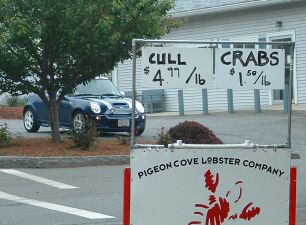 CULL
$4.99/lb
CRABS
$1.50/LB
PIGEON COVE LOBSTER COMPANY